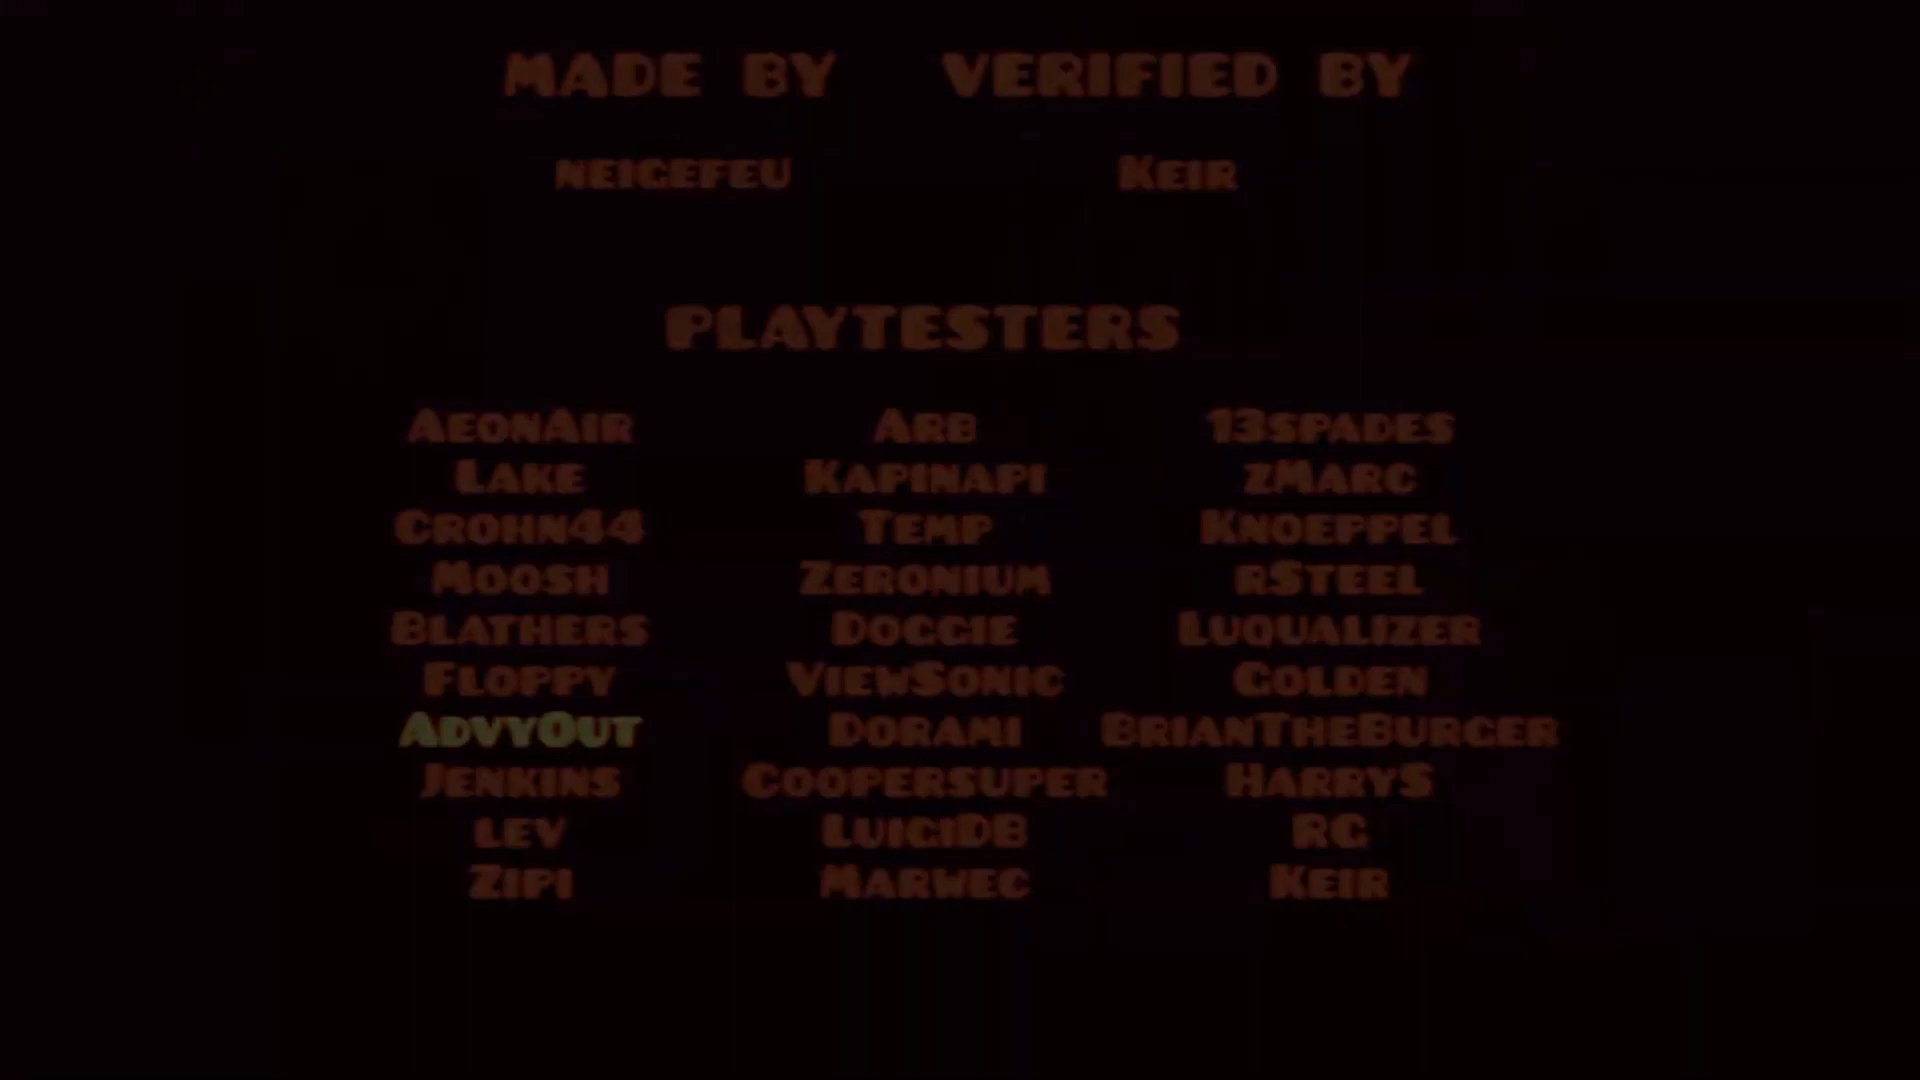 MADE BY VERIFIED BY
NEIGEFEU KEIR
PLAYTESTERS
AEONAIR ARB 13SPADES
LAKE KAPINAPI ZMARC
CROHN44 TEMP KNOEPPEL
MOOSH ZERONIUM RSTEEL
BLATHERS DOGGIE LUQUALIZER
FLOPPY VIEWSONIC GOLDEN
ADVYOUT DORAMI BRIANTHEBURGER
JENKINS COOPERSUPER HARRYS
LEV LUIGIDB RG
ZIPI MARWEC KEIR